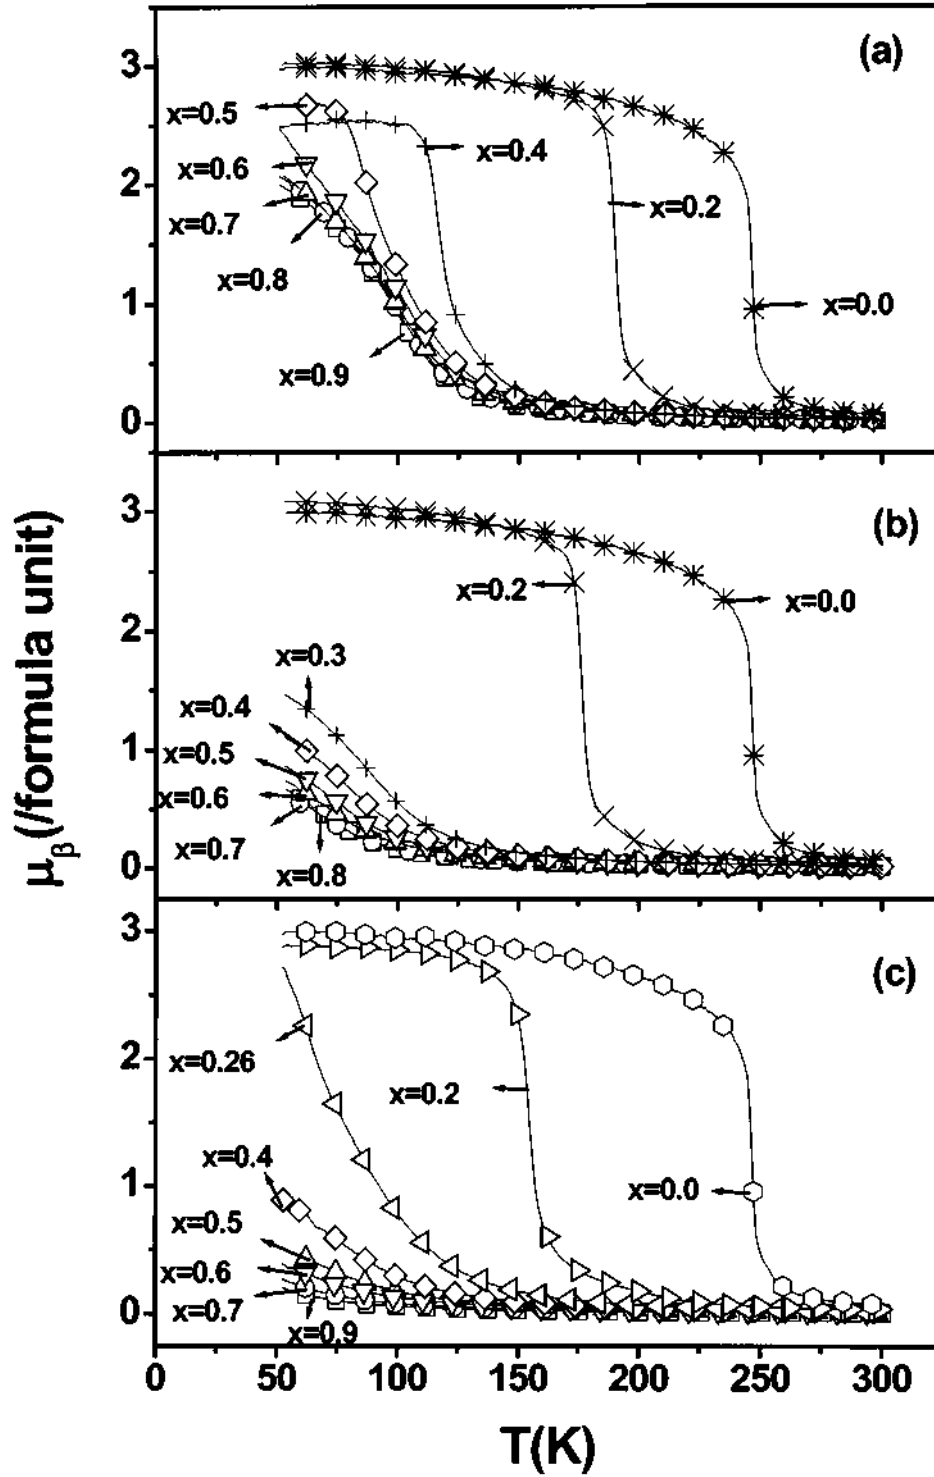 (a)
3
2
1
0
x=0.5
x=0.6
x=0.7
x=0.8
x=0.9
x=0.4
x=0.2
x=0.0
(b)
3
2
1
0
x=0.3
x=0.4
x=0.5
x=0.6
x=0.7
x=0.8
x=0.2
x=0.0
(c)
3
2
1
0
x=0.26
x=0.4
x=0.5
x=0.6
x=0.7
x=0.9
x=0.2
x=0.0
0 50 100 150 200 250 300
T(K)
μβ(/formula unit)